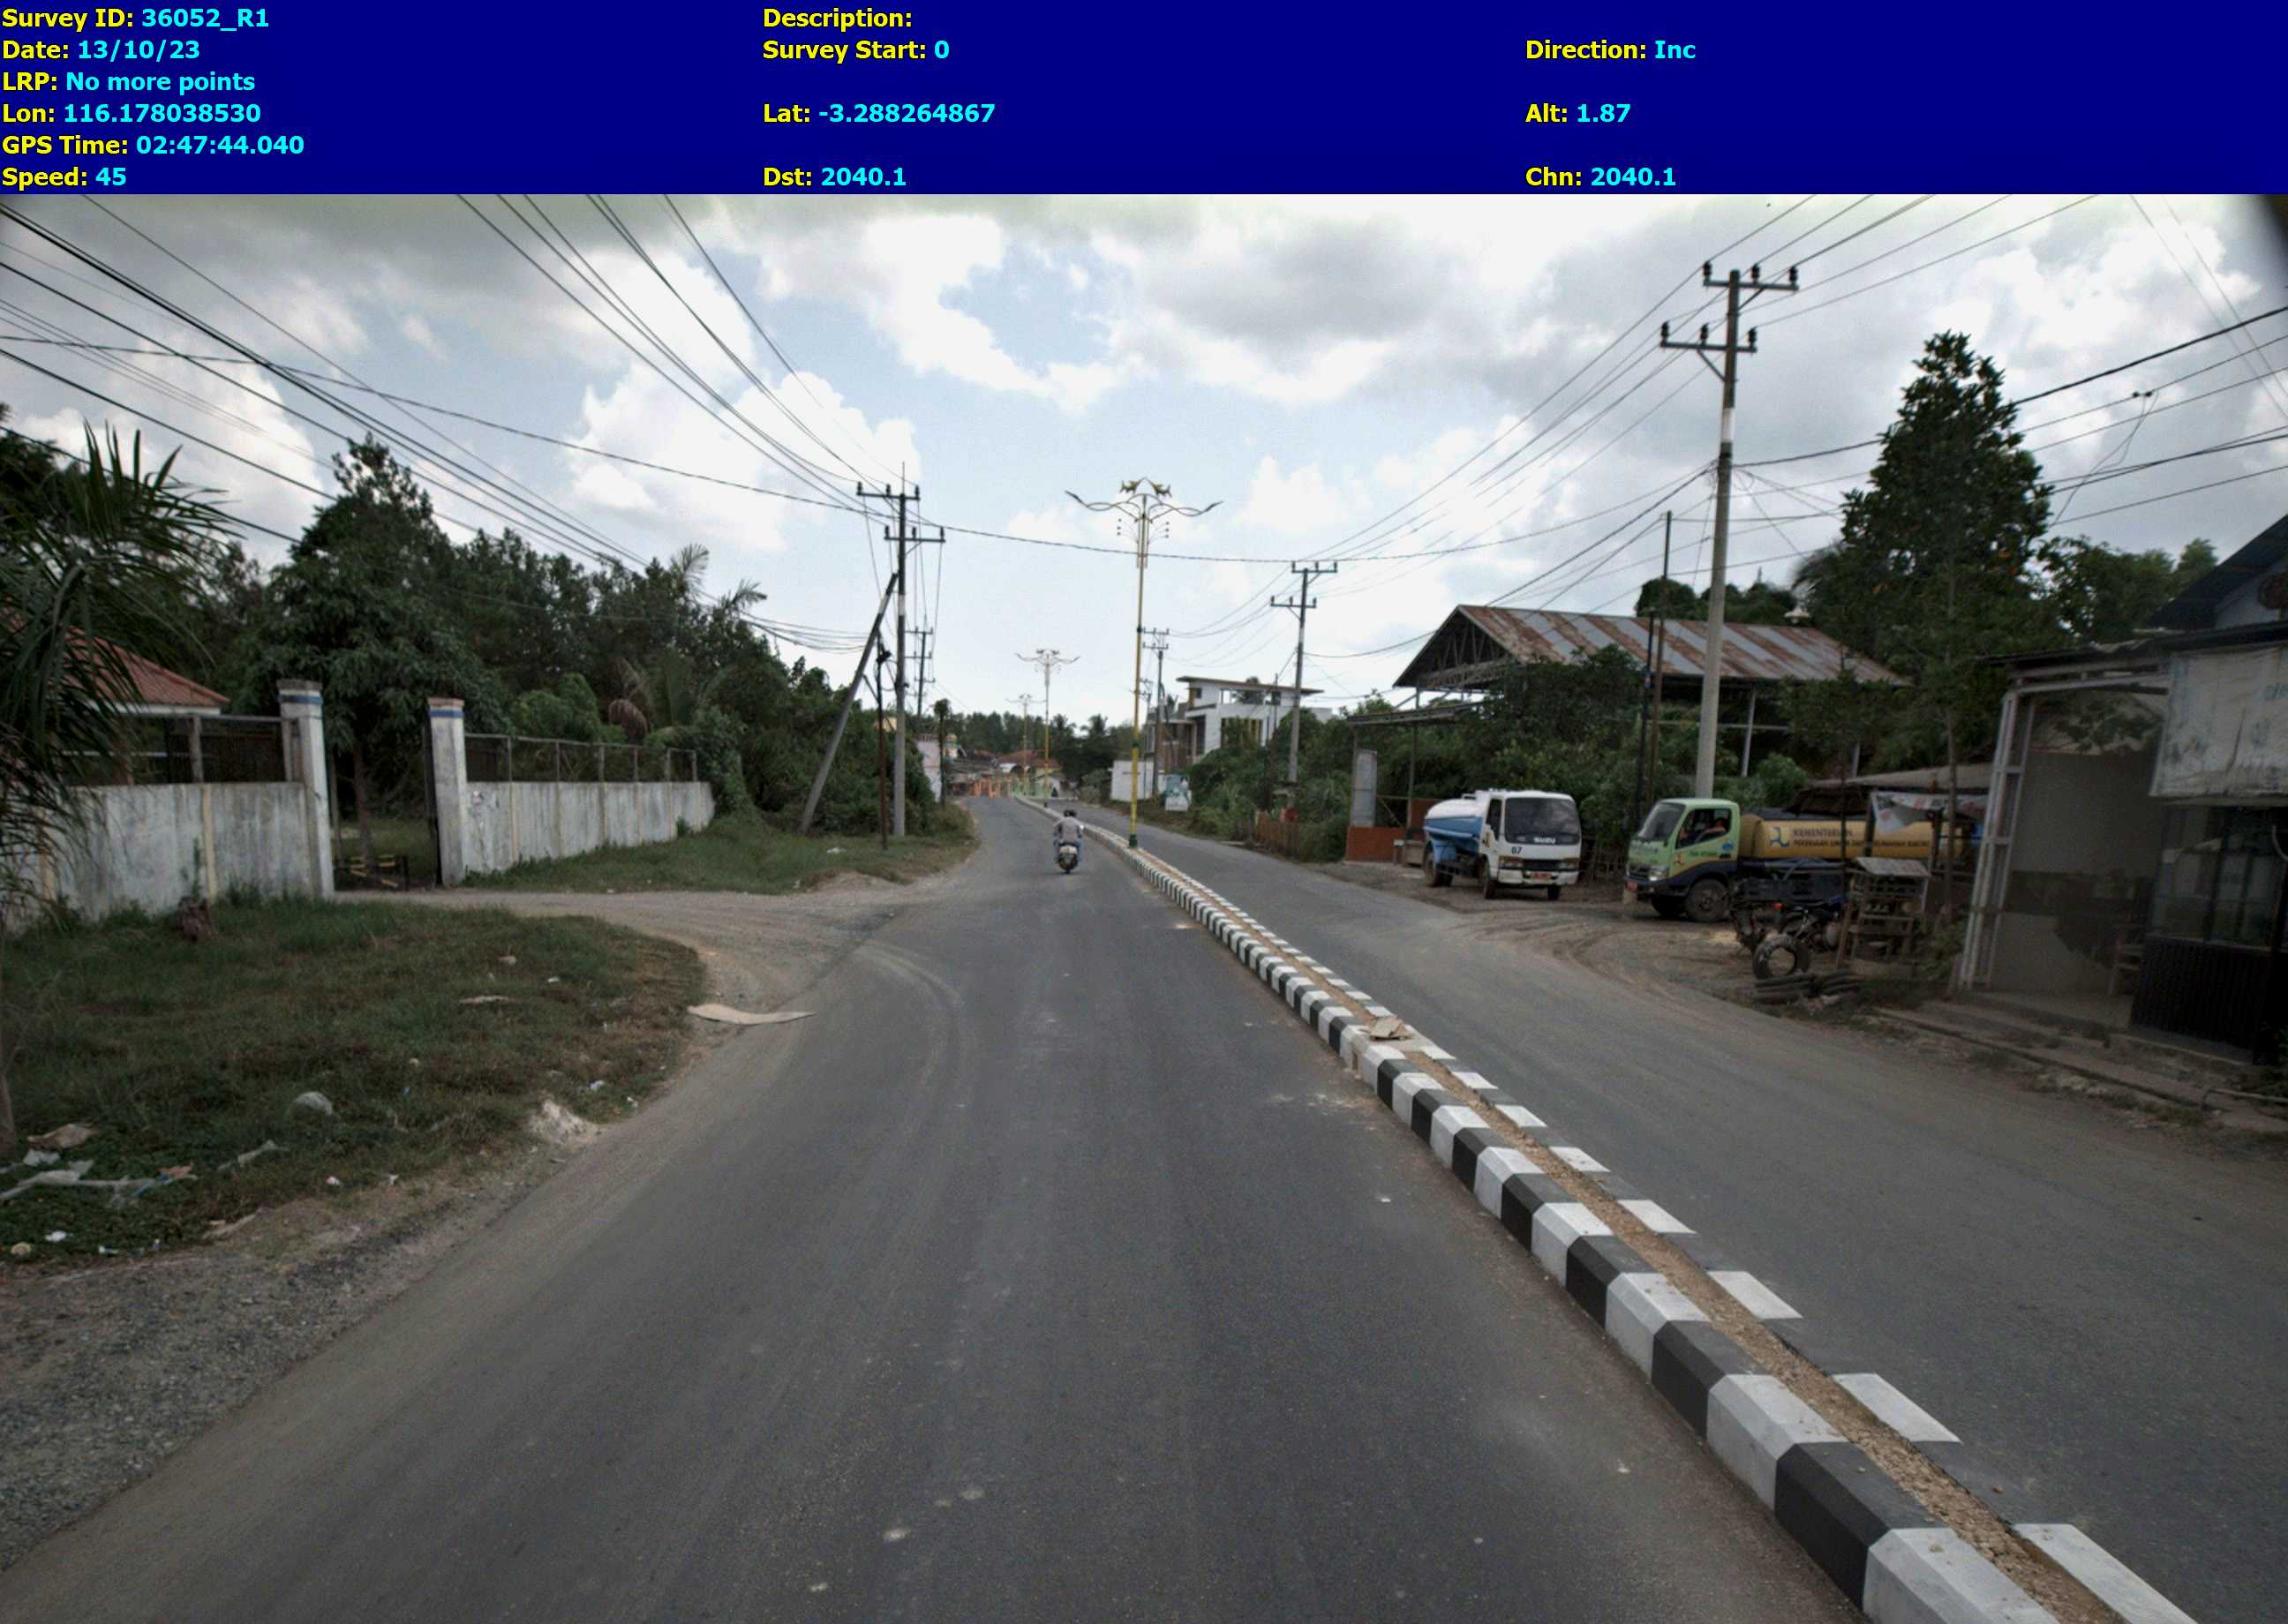 Survey ID: 36052_R1
Description:
Date: 13/10/23
Survey Start: 0
Direction: Inc
LRP: No more points
Lon: 116.178038530
Lat: -3.288264867
Alt: 1.87
GPS Time: 02:47:44.040
Speed: 45
Dst: 2040.1
Chn: 2040.1
ISUZU
07
KEMENTERIAN